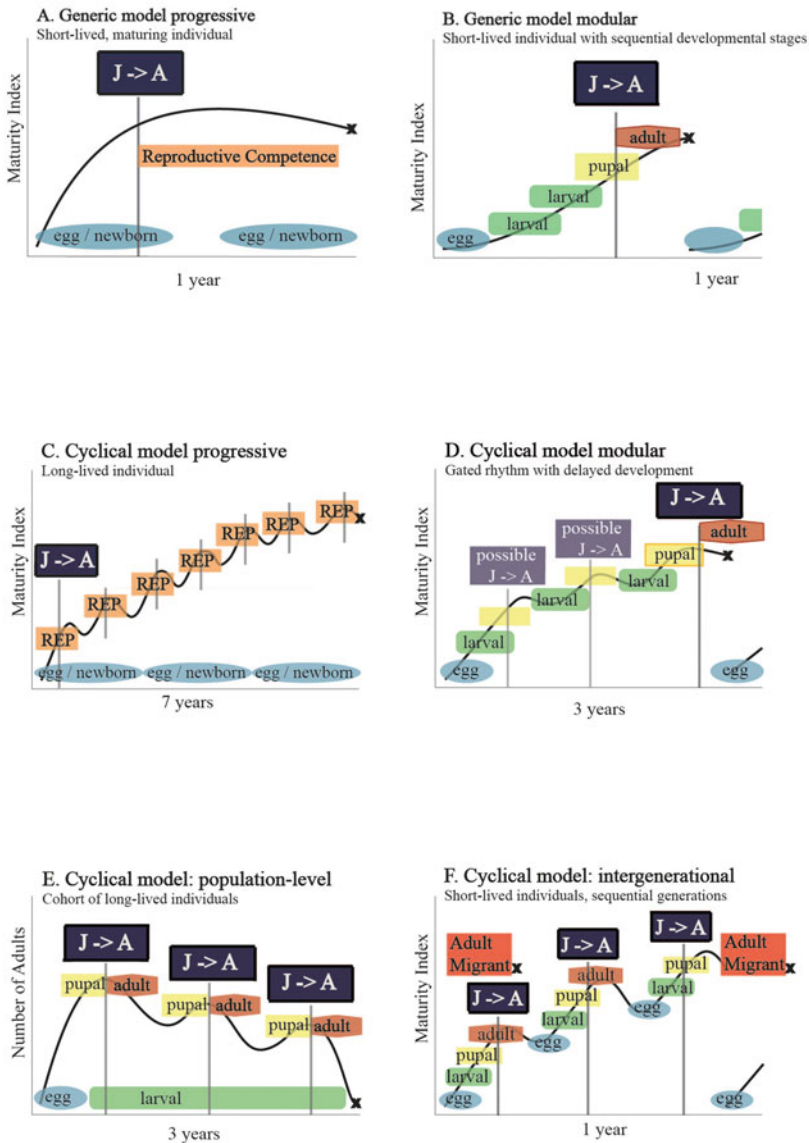 A. Generic model progressive
Short-lived, maturing individual
J -> A
Maturity Index
Reproductive Competence
x
egg / newborn
egg / newborn
1 year
B. Generic model modular
Short-lived individual with sequential developmental stages
J -> A
Maturity Index
adult
x
pupal
larval
larval
egg
1 year
C. Cyclical model progressive
Long-lived individual
Maturity Index
J -> A
REP
REP
REP
REP
REP
REP
REP
x
egg / newborn
egg / newborn
egg / newborn
7 years
D. Cyclical model modular
Gated rhythm with delayed development
Maturity Index
J -> A
possible
J -> A
possible
J -> A
adult
x
pupal
larval
larval
larval
egg
egg
3 years
E. Cyclical model: population-level
Cohort of long-lived individuals
Number of Adults
J -> A
J -> A
J -> A
pupal
adult
pupal
adult
pupal
adult
egg
larval
x
3 years
F. Cyclical model: intergenerational
Short-lived individuals, sequential generations
Maturity Index
Adult
Migrant
x
J -> A
J -> A
J -> A
Adult
Migrant
x
egg
larval
pupal
adult
egg
larval
pupal
adult
egg
larval
pupal
egg
1 year